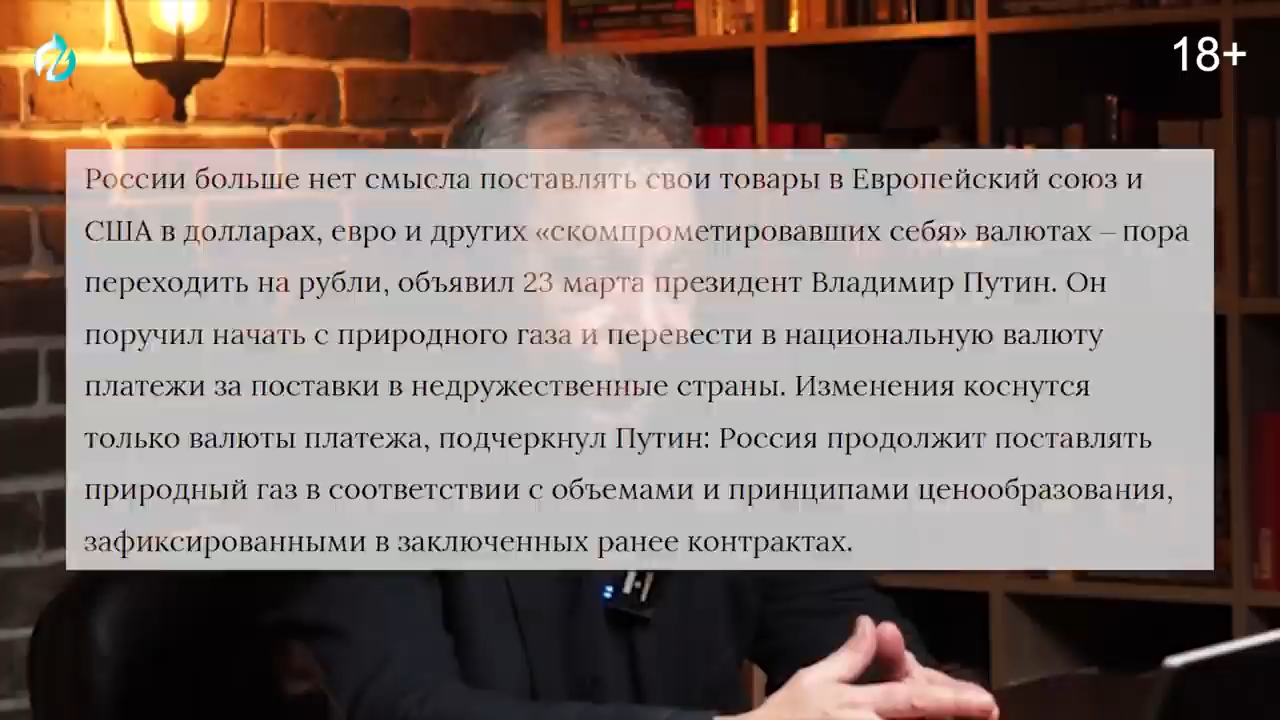 18+
России больше нет смысла поставлять свои товары в Европейский союз и
США в долларах, евро и других «скомпрометировавших себя» валютах – пора
переходить на рубли, объявил 23 марта президент Владимир Путин. Он
поручил начать с природного газа и перевести в национальную валюту
платежи за поставки в недружественные страны. Изменения коснутся
только валюты платежа, подчеркнул Путин: Россия продолжит поставлять
природный газ в соответствии с объемами и принципами ценообразования,
зафиксированными в заключенных ранее контрактах.